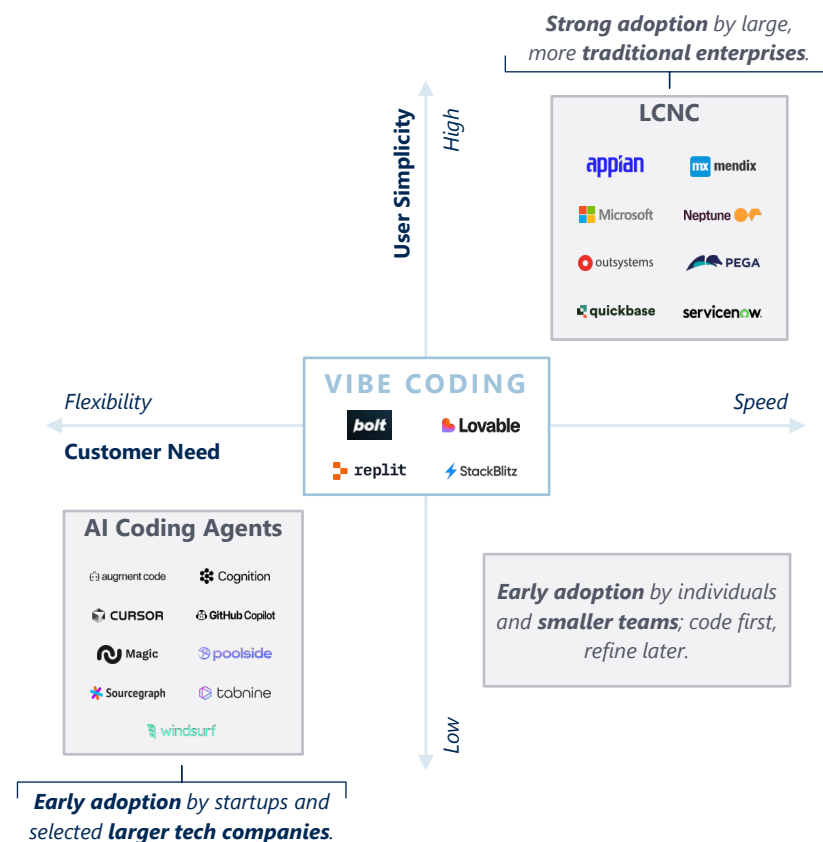 Strong adoption by large,
more traditional enterprises.
User Simplicity
High
LCNC
appian
mx mendix
Microsoft
Neptune
outsystems
PEGA
quickbase
servicenow.
VIBE CODING
bolt
Lovable
replit
StackBlitz
Flexibility
Customer Need
Speed
AI Coding Agents
augment code
Cognition
CURSOR
GitHub Copilot
Magic
poolside
Sourcegraph
tabnine
windsurf
Early adoption by individuals
and smaller teams; code first,
refine later.
Low
Early adoption by startups and
selected larger tech companies.